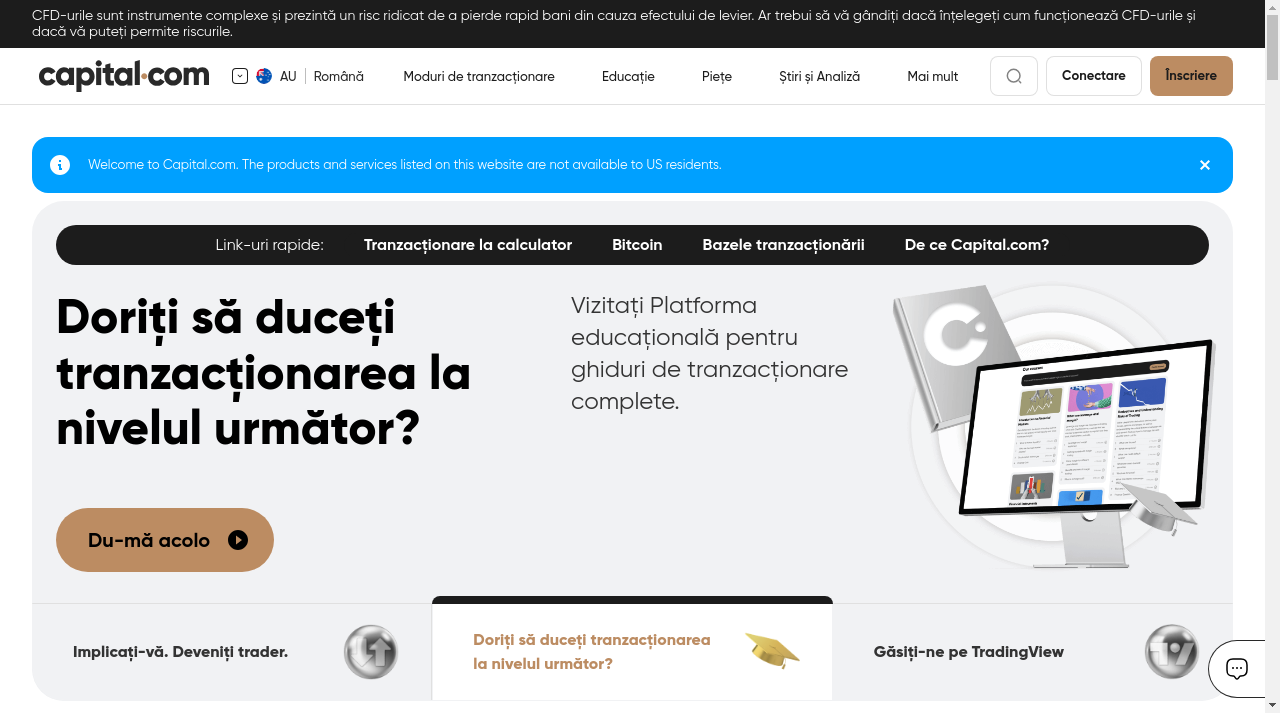 CFD-urile sunt instrumente complexe și prezintă un risc ridicat de a pierde rapid bani din cauza efectului de levier. Ar trebui să vă gândiți dacă înțelegeți cum funcționează CFD-urile și
dacă vă puteți permite riscurile.
capital.com
AU
Română
Moduri de tranzacționare
Educație
Piețe
Știri și Analiză
Mai mult
Conectare
Înscriere
Welcome to Capital.com. The products and services listed on this website are not available to US residents.
Link-uri rapide:
Tranzacționare la calculator
Bitcoin
Bazele tranzacționării
De ce Capital.com?
Doriți să duceți
tranzacționarea la
nivelul următor?
Vizitați Platforma
educațională pentru
ghiduri de tranzacționare
complete.
Du-mă acolo
Implicați-vă. Deveniți trader.
Doriți să duceți tranzacționarea
la nivelul următor?
Găsiți-ne pe TradingView